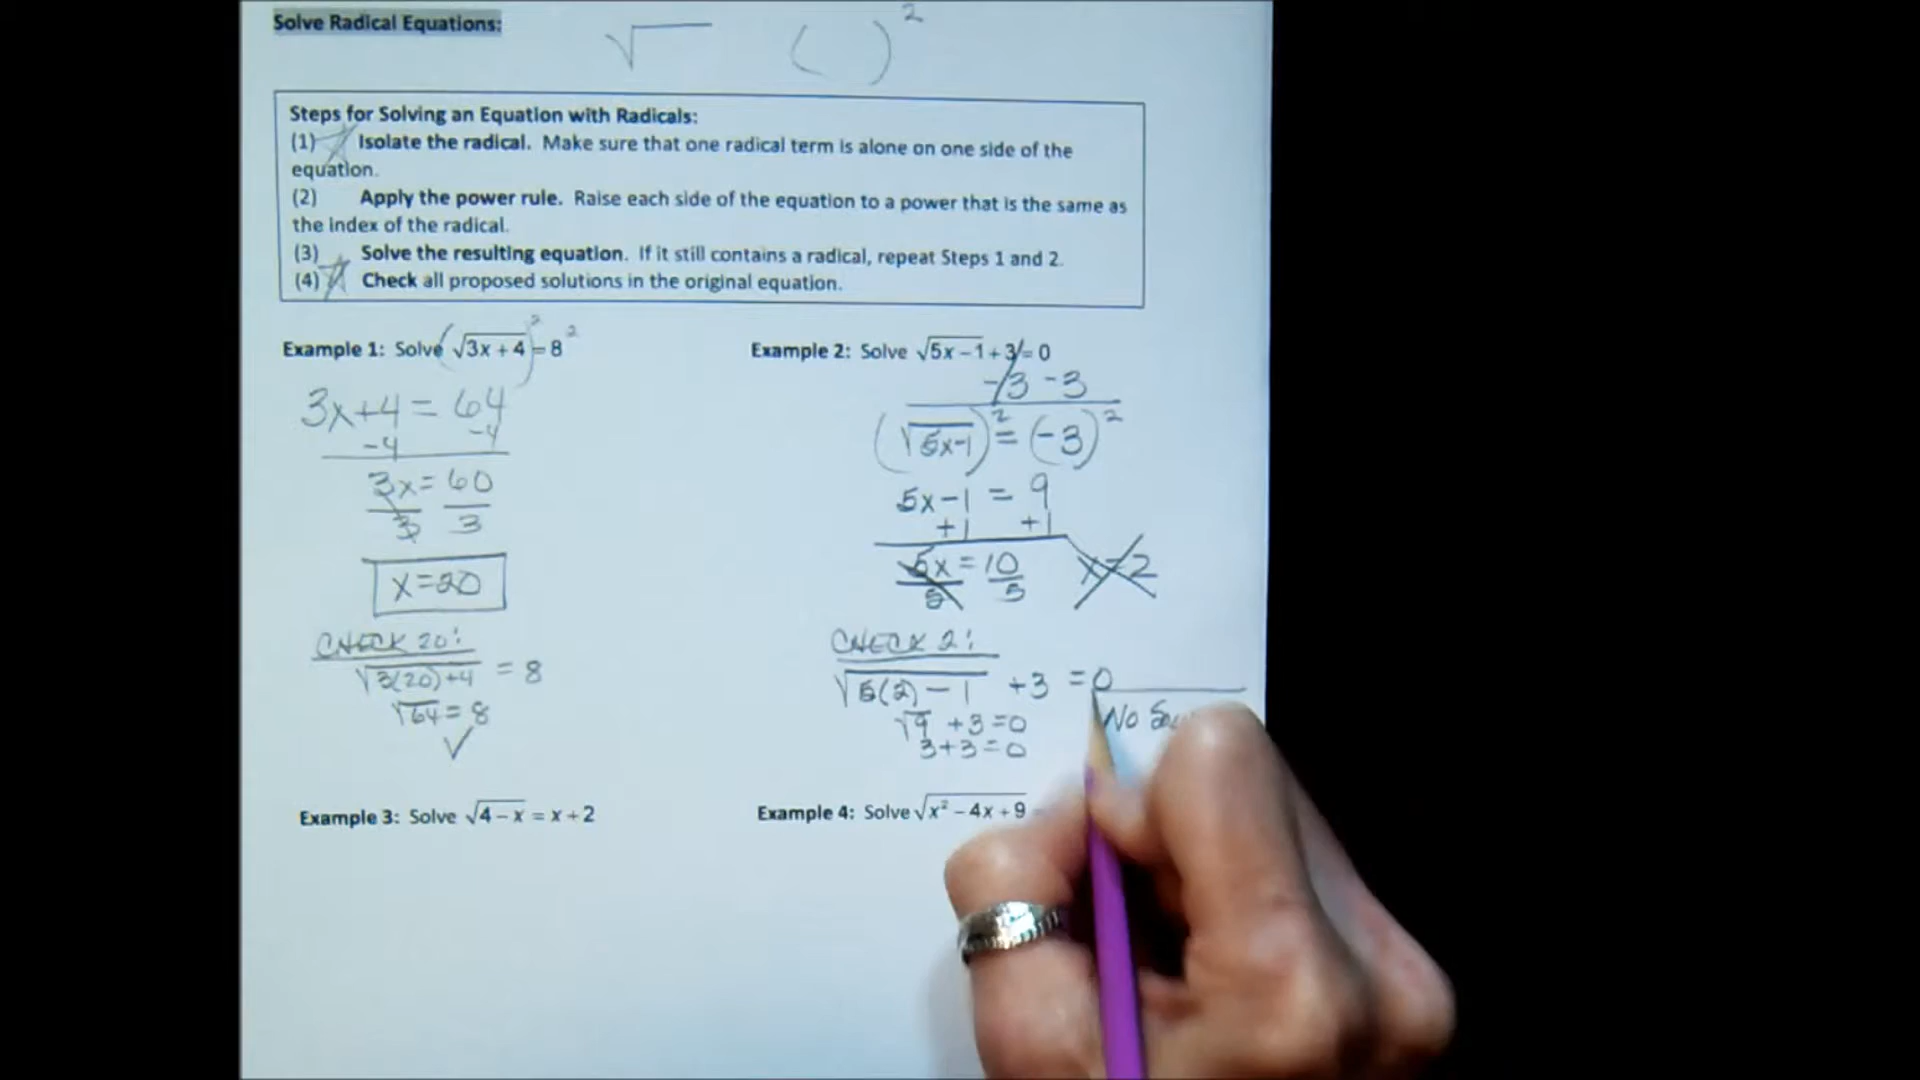 Solve Radical Equations:
√ ( )²
Steps for Solving an Equation with Radicals:
(1) Isolate the radical. Make sure that one radical term is alone on one side of the
equation.
(2) Apply the power rule. Raise each side of the equation to a power that is the same as
the index of the radical.
(3) Solve the resulting equation. If it still contains a radical, repeat Steps 1 and 2.
(4) Check all proposed solutions in the original equation.
Example 1: Solve (√3x + 4)² = 8²
3x+4 = 64
-4 -4
3x = 60
3 3
x=20
CHECK 20:
√3(20)+4 = 8
√64 = 8
✓
Example 2: Solve √5x − 1 + 3 = 0
-3 -3
(√5x-1)² = (-3)²
5x-1 = 9
+1 +1
5x = 10 x=2
5 5
CHECK 2:
√5(2) - 1 + 3 = 0
√9 + 3 = 0
3+3=0
No
Example 3: Solve √4 − x = x + 2
Example 4: Solve √x² − 4x + 9